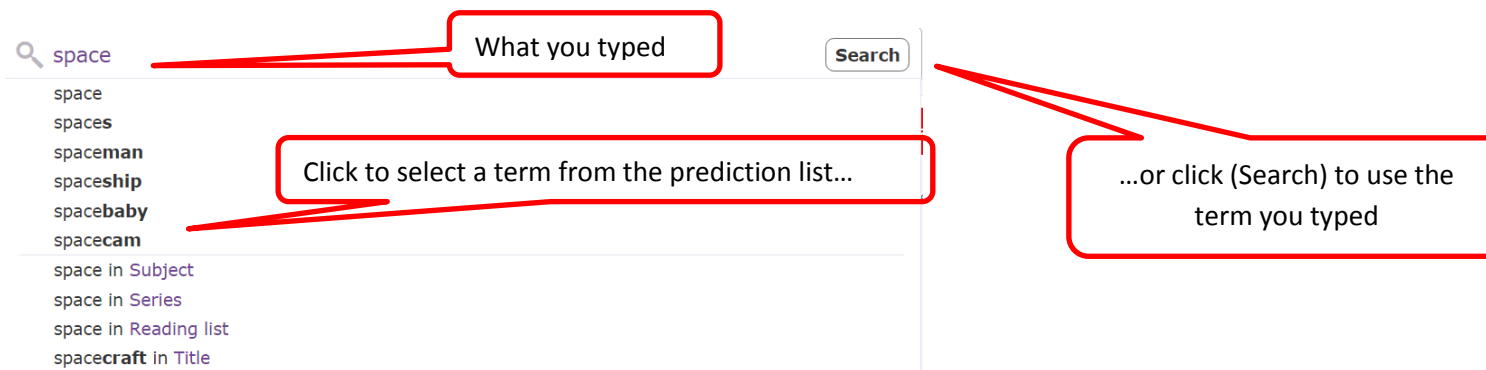 What you typed
space
Search
space
spaces
spaceman
spaceship
spacebaby
spacecam
Click to select a term from the prediction list…
…or click (Search) to use the
term you typed
space in Subject
space in Series
space in Reading list
spacecraft in Title